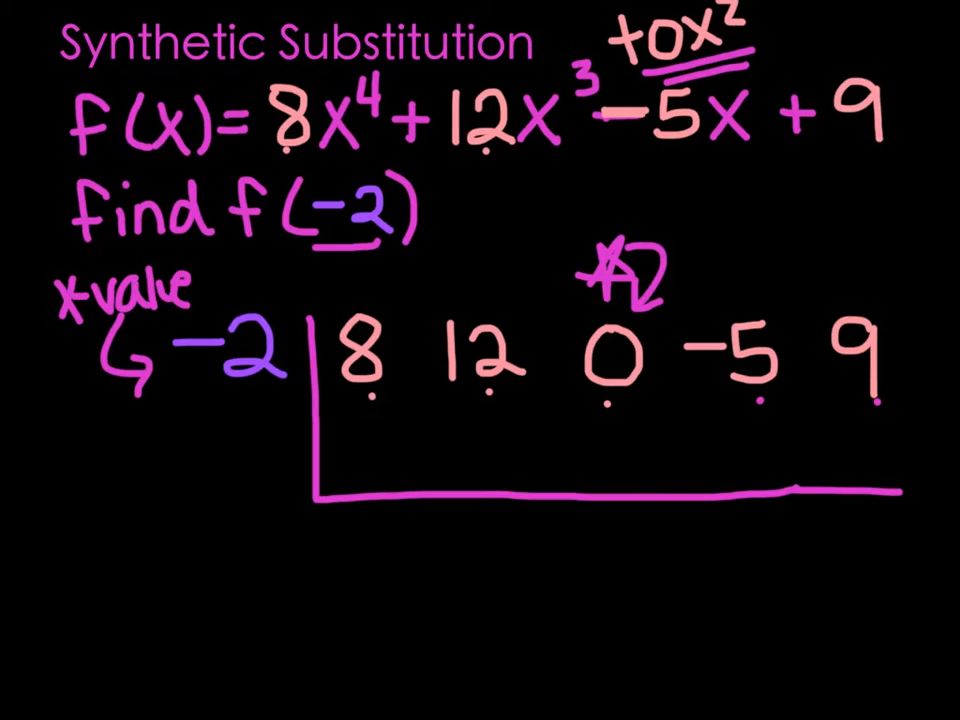 Synthetic Substitution
+0x²
f(x)= 8x⁴ + 12x³ - 5x + 9
find f(-2)
x-value
-2 8 12 0 -5 9